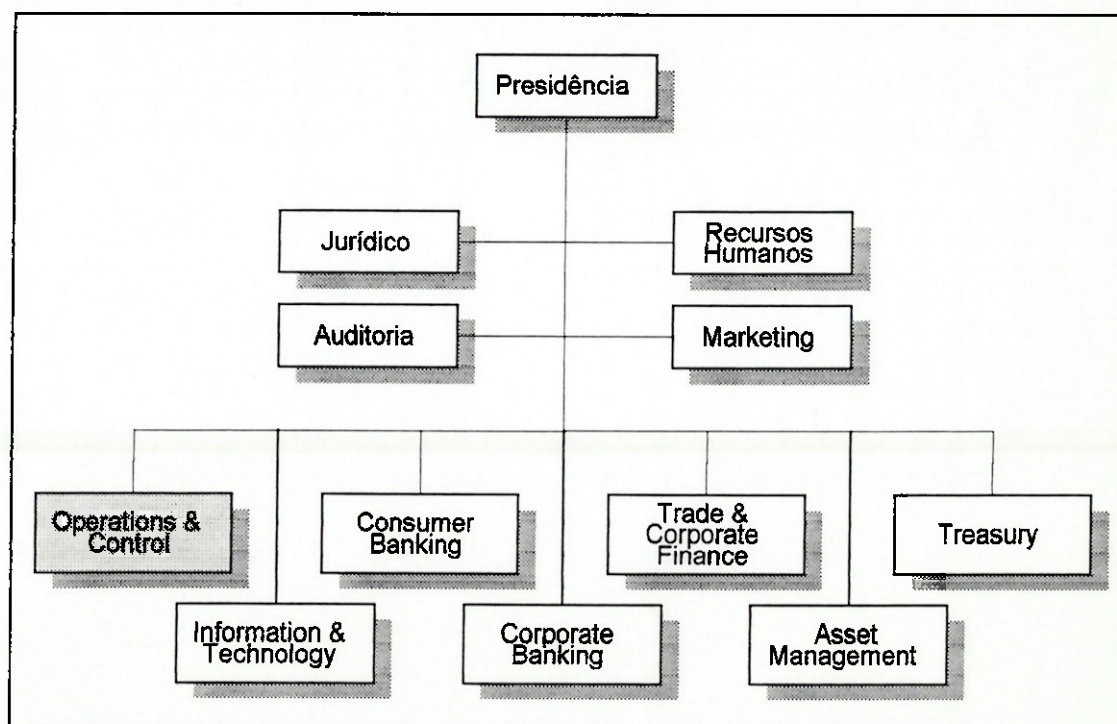 Presidência
Jurídico
Recursos
Humanos
Auditoria
Marketing
Operations &
Control
Consumer
Banking
Trade &
Corporate
Finance
Treasury
Information &
Technology
Corporate
Banking
Asset
Management